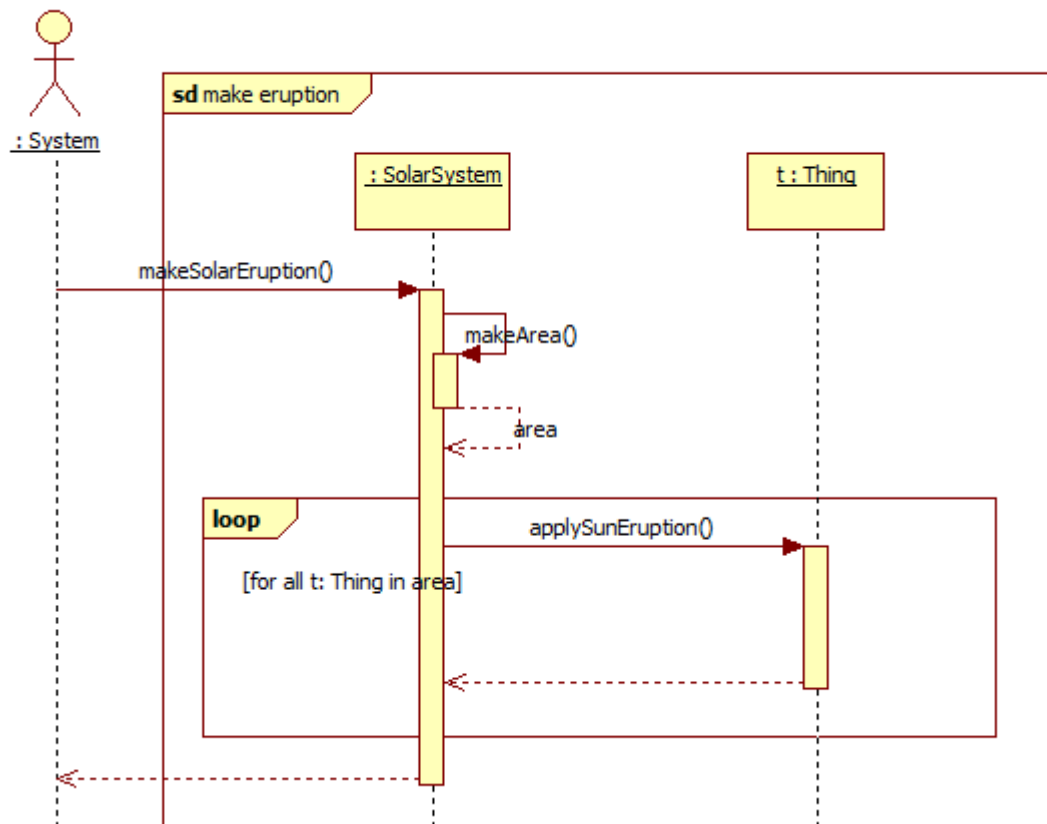 sd make eruption
: System
: SolarSystem
t : Thing
makeSolarEruption()
makeArea()
area
loop
applySunEruption()
[for all t: Thing in area]